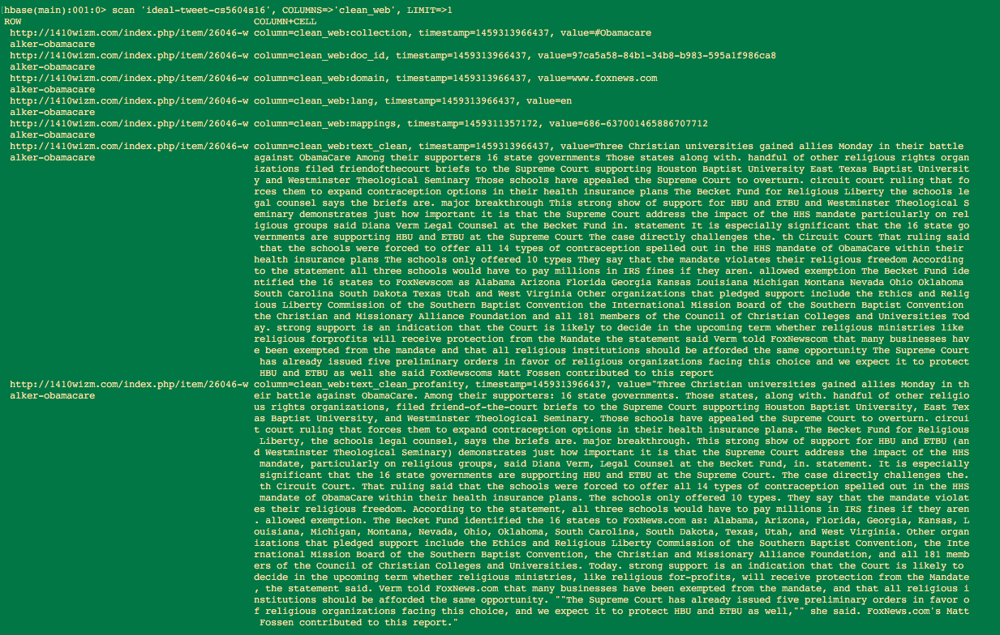 hbase(main):001:0> scan 'ideal-tweet-cs5604s16', COLUMNS=>'clean_web', LIMIT=>1
ROW COLUMN+CELL
http://1410wizm.com/index.php/item/26046-w column=clean_web:collection, timestamp=1459313966437, value=#Obamacare
alker-obamacare
http://1410wizm.com/index.php/item/26046-w column=clean_web:doc_id, timestamp=1459313966437, value=97ca5a58-84b1-34b8-b983-595a1f986ca8
alker-obamacare
http://1410wizm.com/index.php/item/26046-w column=clean_web:domain, timestamp=1459313966437, value=www.foxnews.com
alker-obamacare
http://1410wizm.com/index.php/item/26046-w column=clean_web:lang, timestamp=1459313966437, value=en
alker-obamacare
http://1410wizm.com/index.php/item/26046-w column=clean_web:mappings, timestamp=1459311357172, value=686-637001465886707712
alker-obamacare
http://1410wizm.com/index.php/item/26046-w column=clean_web:text_clean, timestamp=1459313966437, value=Three Christian universities gained allies Monday in their battle
alker-obamacare against ObamaCare Among their supporters 16 state governments Those states along with. handful of other religious rights organ
izations filed friendofthecourt briefs to the Supreme Court supporting Houston Baptist University East Texas Baptist Universit
y and Westminster Theological Seminary Those schools have appealed the Supreme Court to overturn. circuit court ruling that fo
rces them to expand contraception options in their health insurance plans The Becket Fund for Religious Liberty the schools le
gal counsel says the briefs are. major breakthrough This strong show of support for HBU and ETBU and Westminster Theological S
eminary demonstrates just how important it is that the Supreme Court address the impact of the HHS mandate particularly on rel
igious groups said Diana Verm Legal Counsel at the Becket Fund in. statement It is especially significant that the 16 state go
vernments are supporting HBU and ETBU at the Supreme Court The case directly challenges the. th Circuit Court That ruling said
that the schools were forced to offer all 14 types of contraception spelled out in the HHS mandate of ObamaCare within their
health insurance plans The schools only offered 10 types They say that the mandate violates their religious freedom According
to the statement all three schools would have to pay millions in IRS fines if they aren. allowed exemption The Becket Fund ide
ntified the 16 states to FoxNewscom as Alabama Arizona Florida Georgia Kansas Louisiana Michigan Montana Nevada Ohio Oklahoma
South Carolina South Dakota Texas Utah and West Virginia Other organizations that pledged support include the Ethics and Relig
ious Liberty Commission of the Southern Baptist Convention the International Mission Board of the Southern Baptist Convention
the Christian and Missionary Alliance Foundation and all 181 members of the Council of Christian Colleges and Universities Tod
ay. strong support is an indication that the Court is likely to decide in the upcoming term whether religious ministries like
religious forprofits will receive protection from the Mandate the statement said Verm told FoxNewscom that many businesses hav
e been exempted from the mandate and that all religious institutions should be afforded the same opportunity The Supreme Court
has already issued five preliminary orders in favor of religious organizations facing this choice and we expect it to protect
HBU and ETBU as well she said FoxNewscoms Matt Fossen contributed to this report
http://1410wizm.com/index.php/item/26046-w column=clean_web:text_clean_profanity, timestamp=1459313966437, value="Three Christian universities gained allies Monday in th
alker-obamacare eir battle against ObamaCare. Among their supporters: 16 state governments. Those states, along with. handful of other religio
us rights organizations, filed friend-of-the-court briefs to the Supreme Court supporting Houston Baptist University, East Tex
as Baptist University, and Westminster Theological Seminary. Those schools have appealed the Supreme Court to overturn. circui
t court ruling that forces them to expand contraception options in their health insurance plans. The Becket Fund for Religious
Liberty, the schools legal counsel, says the briefs are. major breakthrough. This strong show of support for HBU and ETBU (an
d Westminster Theological Seminary) demonstrates just how important it is that the Supreme Court address the impact of the HHS
mandate, particularly on religious groups, said Diana Verm, Legal Counsel at the Becket Fund, in. statement. It is especially
significant that the 16 state governments are supporting HBU and ETBU at the Supreme Court. The case directly challenges the.
th Circuit Court. That ruling said that the schools were forced to offer all 14 types of contraception spelled out in the HHS
mandate of ObamaCare within their health insurance plans. The schools only offered 10 types. They say that the mandate violat
es their religious freedom. According to the statement, all three schools would have to pay millions in IRS fines if they aren
. allowed exemption. The Becket Fund identified the 16 states to FoxNews.com as: Alabama, Arizona, Florida, Georgia, Kansas, L
ouisiana, Michigan, Montana, Nevada, Ohio, Oklahoma, South Carolina, South Dakota, Texas, Utah, and West Virginia. Other organ
izations that pledged support include the Ethics and Religious Liberty Commission of the Southern Baptist Convention, the Inte
rnational Mission Board of the Southern Baptist Convention, the Christian and Missionary Alliance Foundation, and all 181 memb
ers of the Council of Christian Colleges and Universities. Today. strong support is an indication that the Court is likely to
decide in the upcoming term whether religious ministries, like religious for-profits, will receive protection from the Mandate
, the statement said. Verm told FoxNews.com that many businesses have been exempted from the mandate, and that all religious i
nstitutions should be afforded the same opportunity. ""The Supreme Court has already issued five preliminary orders in favor o
f religious organizations facing this choice, and we expect it to protect HBU and ETBU as well,"" she said. FoxNews.com's Matt
Fossen contributed to this report."